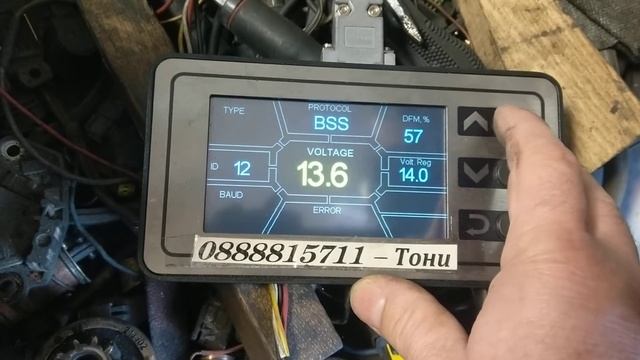 TYPE
PROTOCOL
BSS
DFM, %
57
ID 12
VOLTAGE
13.6
Volt. Reg
14.0
BAUD
ERROR
0888815711 – Тони